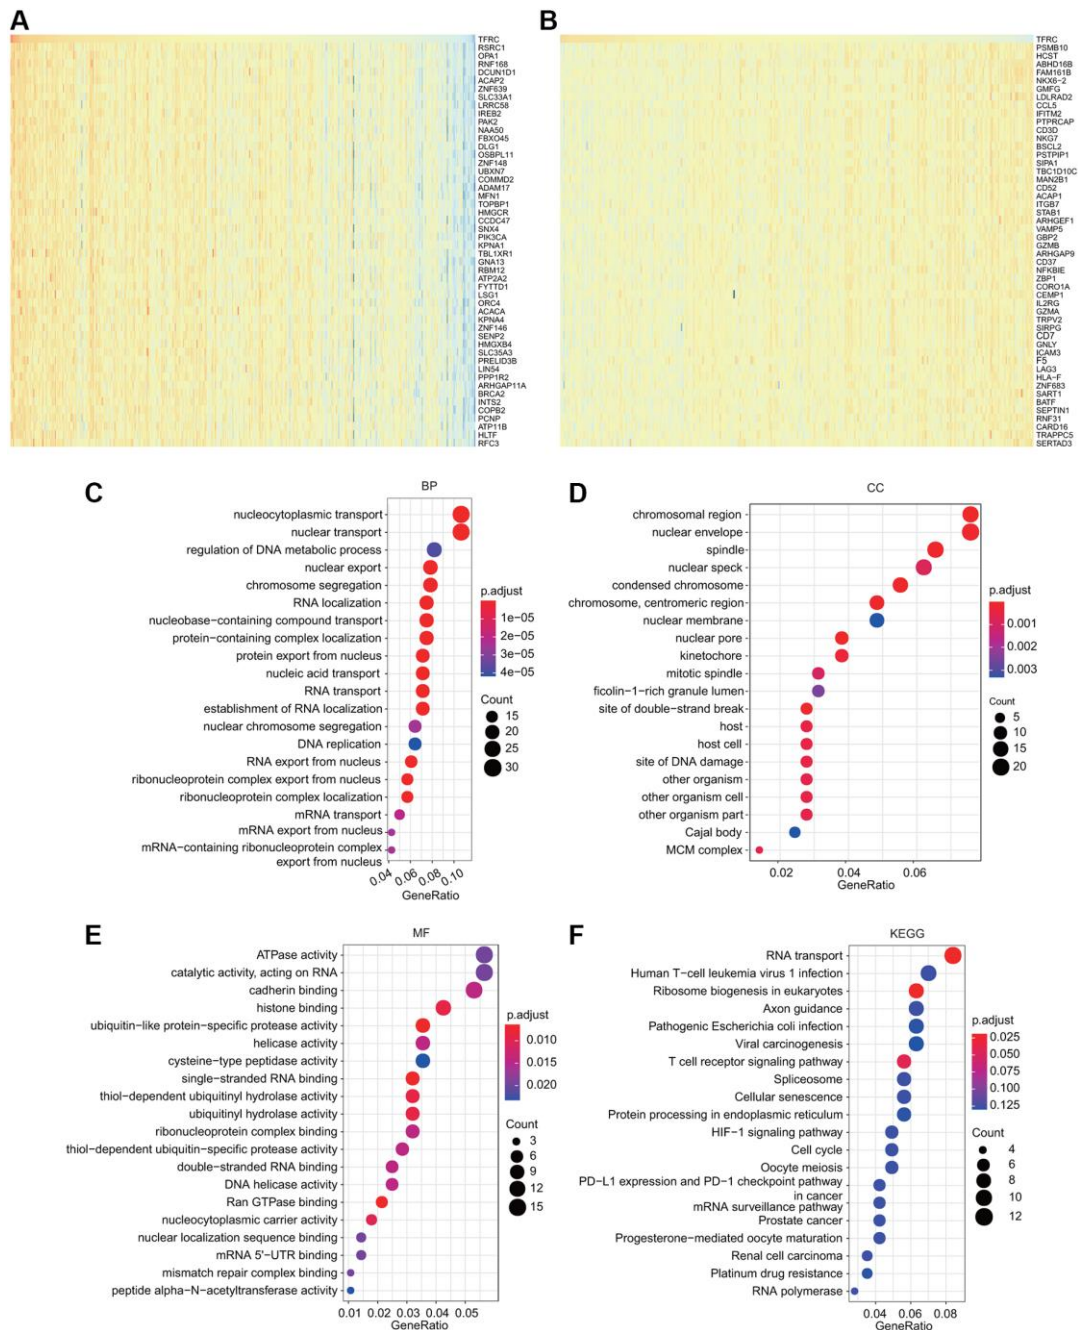 A
TFRC
RSRC1
OPA1
RNF168
DCUN1D1
ACAP2
ZNF639
SLC33A1
LRRC58
IREB2
PAK2
NAA50
FBXO45
DLG1
OSBPL11
ZNF148
UBXN7
COMMD2
ADAM17
MFN1
TOPBP1
HMGCR
CCDC47
SNX4
PIK3CA
KPNA1
TBL1XR1
GNA13
RBM12
ATP2A2
FYTTD1
LSG1
ORC4
ACACA
KPNA4
ZNF146
SENP2
HMGXB4
SLC35A3
PRELID3B
LIN54
PPP1R2
ARHGAP11A
BRCA2
INTS2
COPB2
PCNP
ATP11B
HLTF
RFC3
B
TFRC
PSMB10
HCST
ABHD16B
FAM161B
NKX6-2
GMFG
LDLRAD2
CCL5
IFITM2
PTPRCAP
CD3D
NKG7
BSCL2
PSTPIP1
SIPA1
TBC1D10C
MAN2B1
CD52
ACAP1
ITGB7
STAB1
ARHGEF1
VAMP5
GBP2
GZMB
ARHGAP9
CD37
NFKBIE
ZBP1
CORO1A
CEMP1
IL2RG
GZMA
TRPV2
SIRPG
CD7
GNLY
ICAM3
F5
LAG3
HLA-F
ZNF683
SART1
BATF
SEPTIN1
RNF31
CARD16
TRAPPC5
SERTAD3
C
BP
nucleocytoplasmic transport
nuclear transport
regulation of DNA metabolic process
nuclear export
chromosome segregation
RNA localization
nucleobase-containing compound transport
protein-containing complex localization
protein export from nucleus
nucleic acid transport
RNA transport
establishment of RNA localization
nuclear chromosome segregation
DNA replication
RNA export from nucleus
ribonucleoprotein complex export from nucleus
ribonucleoprotein complex localization
mRNA transport
mRNA export from nucleus
mRNA-containing ribonucleoprotein complex
export from nucleus
0.04 0.06 0.08 0.10
GeneRatio
p.adjust
1e-05
2e-05
3e-05
4e-05
Count
15
20
25
30
D
CC
chromosomal region
nuclear envelope
spindle
nuclear speck
condensed chromosome
chromosome, centromeric region
nuclear membrane
nuclear pore
kinetochore
mitotic spindle
ficolin-1-rich granule lumen
site of double-strand break
host
host cell
site of DNA damage
other organism
other organism cell
other organism part
Cajal body
MCM complex
0.02 0.04 0.06
GeneRatio
p.adjust
0.001
0.002
0.003
Count
5
10
15
20
E
MF
ATPase activity
catalytic activity, acting on RNA
cadherin binding
histone binding
ubiquitin-like protein-specific protease activity
helicase activity
cysteine-type peptidase activity
single-stranded RNA binding
thiol-dependent ubiquitinyl hydrolase activity
ubiquitinyl hydrolase activity
ribonucleoprotein complex binding
thiol-dependent ubiquitin-specific protease activity
double-stranded RNA binding
DNA helicase activity
Ran GTPase binding
nucleocytoplasmic carrier activity
nuclear localization sequence binding
mRNA 5'-UTR binding
mismatch repair complex binding
peptide alpha-N-acetyltransferase activity
0.01 0.02 0.03 0.04 0.05
GeneRatio
p.adjust
0.010
0.015
0.020
Count
3
6
9
12
15
F
KEGG
RNA transport
Human T-cell leukemia virus 1 infection
Ribosome biogenesis in eukaryotes
Axon guidance
Pathogenic Escherichia coli infection
Viral carcinogenesis
T cell receptor signaling pathway
Spliceosome
Cellular senescence
Protein processing in endoplasmic reticulum
HIF-1 signaling pathway
Cell cycle
Oocyte meiosis
PD-L1 expression and PD-1 checkpoint pathway
in cancer
mRNA surveillance pathway
Prostate cancer
Progesterone-mediated oocyte maturation
Renal cell carcinoma
Platinum drug resistance
RNA polymerase
0.04 0.06 0.08
GeneRatio
p.adjust
0.025
0.050
0.075
0.100
0.125
Count
4
6
8
10
12